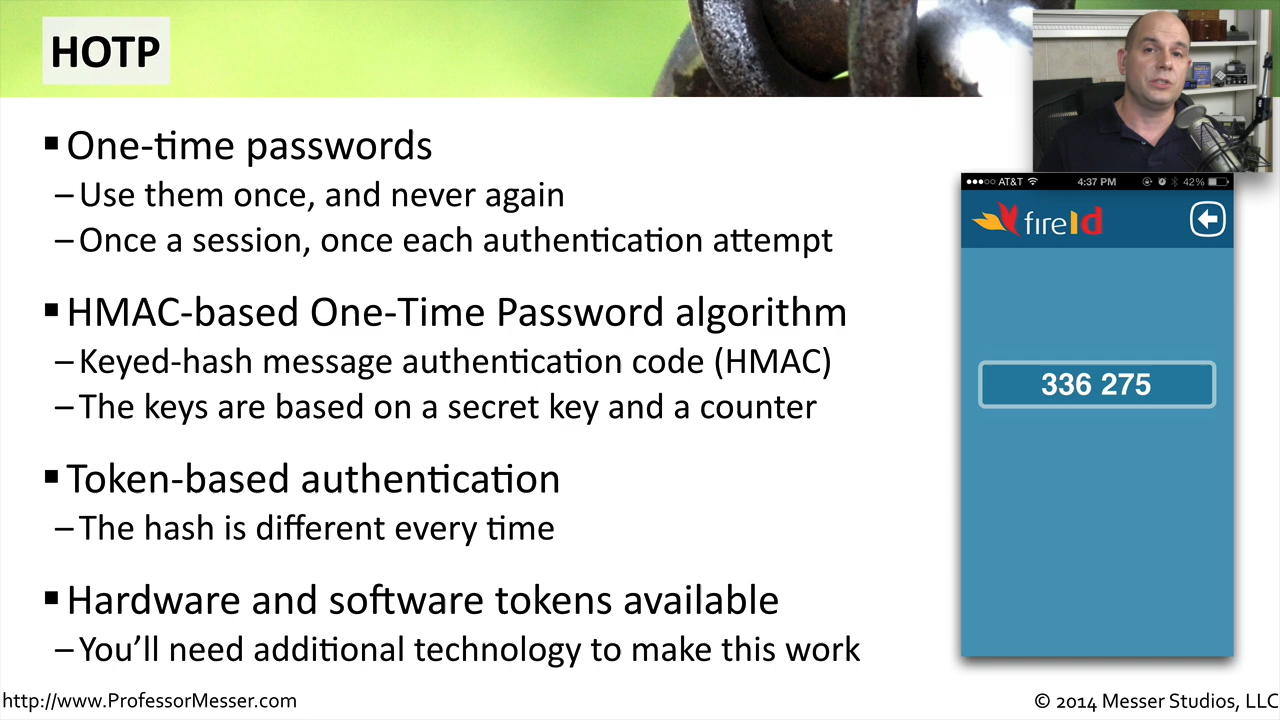 HOTP
▪ One-time passwords
– Use them once, and never again
– Once a session, once each authentication attempt
▪ HMAC-based One-Time Password algorithm
– Keyed-hash message authentication code (HMAC)
– The keys are based on a secret key and a counter
▪ Token-based authentication
– The hash is different every time
▪ Hardware and software tokens available
– You’ll need additional technology to make this work
AT&T 4:37 PM 42%
fireId
336 275
http://www.ProfessorMesser.com
© 2014 Messer Studios, LLC